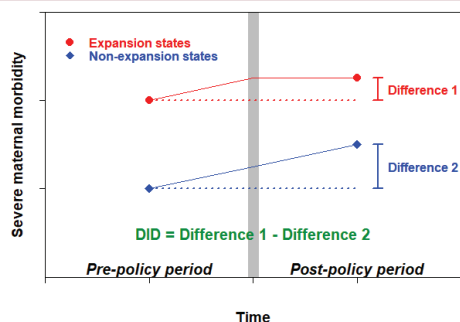 Severe maternal morbidity
Expansion states
Non-expansion states
Difference 1
Difference 2
DID = Difference 1 - Difference 2
Pre-policy period
Post-policy period
Time